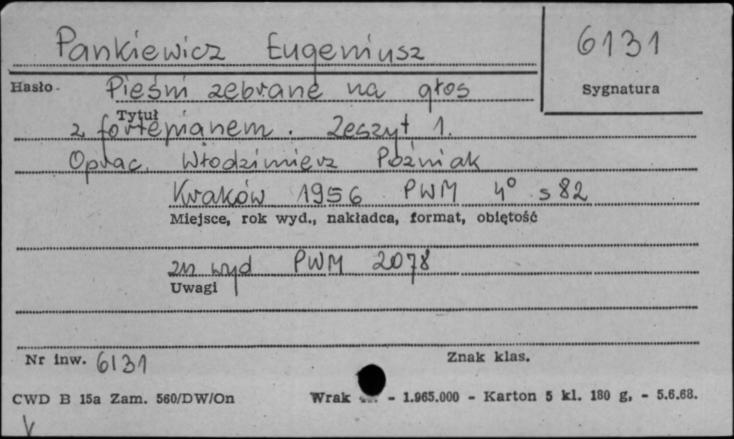 Pankiewicz Eugeniusz
6131
Hasło
Sygnatura
Pieśni zebrane na głos
Tytuł
z fortepianem. Zeszyt 1.
Oprac. Włodzimierz Poźniak
Kraków 1956 PWM 4° s 82
Miejsce, rok wyd., nakładca, format, objętość
zn wyd PWM 2078
Uwagi
Nr inw. 6131
Znak klas.
CWD B 15a Zam. 560/DW/On
Wrak - 1.965.000 - Karton 5 kl. 180 g, - 5.6.68.
V